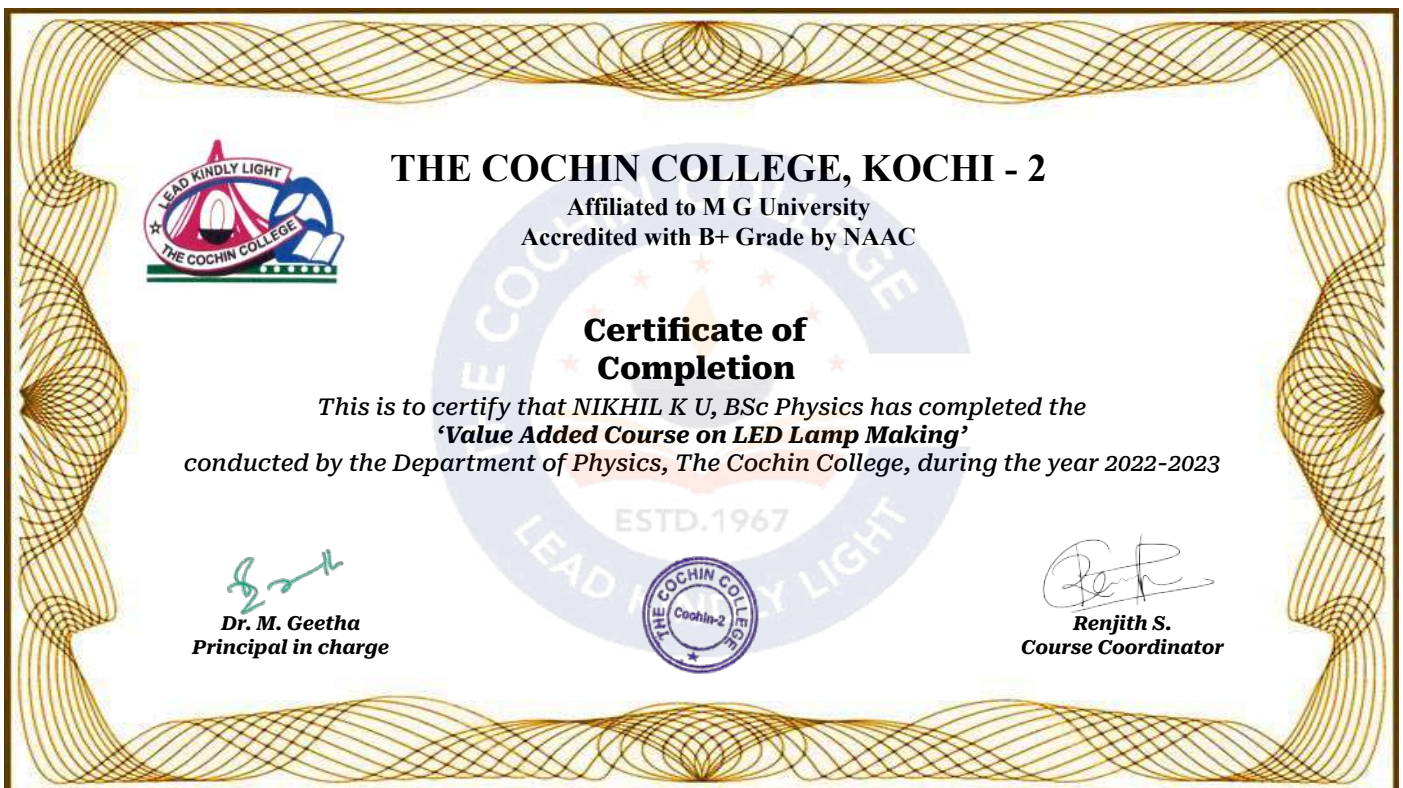 LEAD KINDLY LIGHT
THE COCHIN COLLEGE
THE COCHIN COLLEGE, KOCHI - 2
Affiliated to M G University
Accredited with B+ Grade by NAAC
THE COCHIN COLLEGE
Certificate of
Completion
This is to certify that NIKHIL K U, BSc Physics has completed the
‘Value Added Course on LED Lamp Making’
conducted by the Department of Physics, The Cochin College, during the year 2022-2023
ESTD.1967
LEAD KINDLY LIGHT
THE COCHIN COLLEGE
Cochin-2
Dr. M. Geetha
Principal in charge
Renjith S.
Course Coordinator